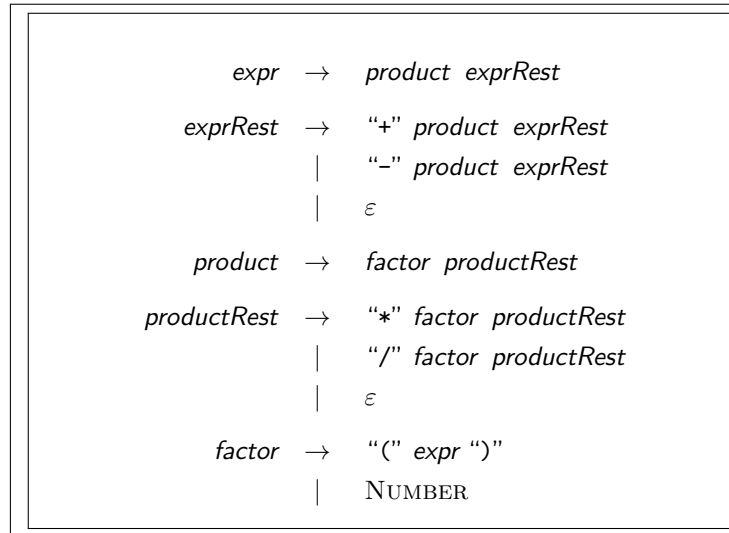 expr → product exprRest
exprRest → “+” product exprRest
| “-” product exprRest
| ε
product → factor productRest
productRest → “*” factor productRest
| “/” factor productRest
| ε
factor → “(” expr “)”
| NUMBER